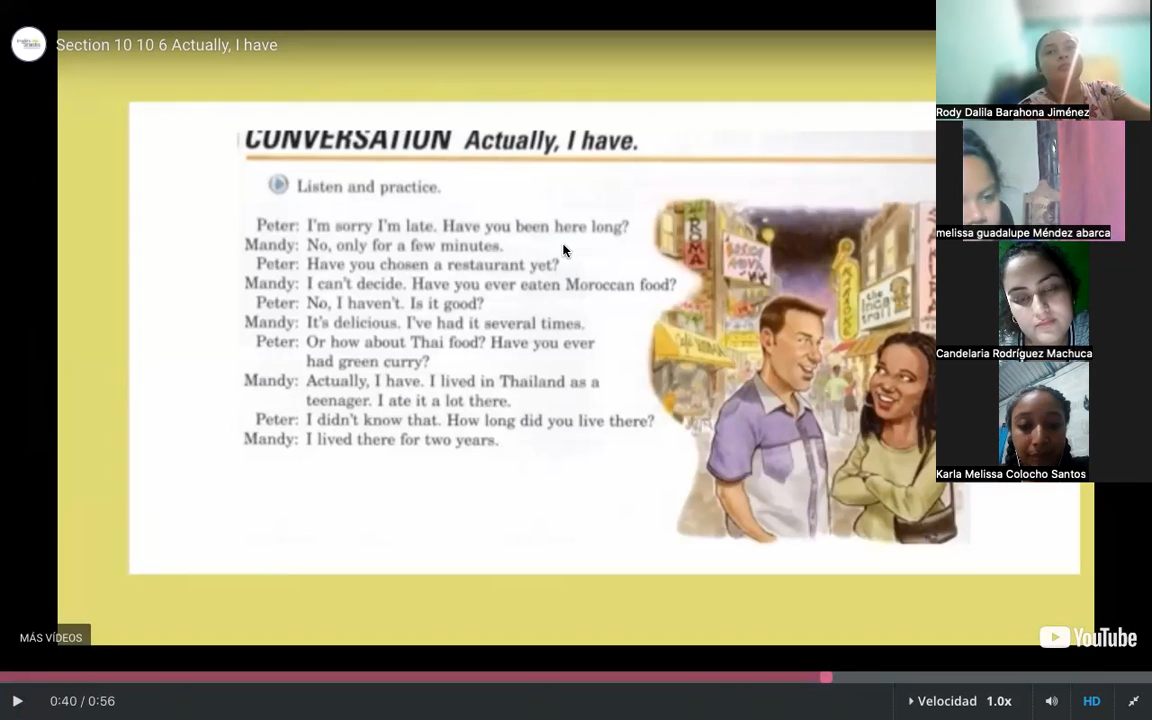 Section 10 10 6 Actually, I have
CONVERSATION Actually, I have.
Listen and practice.
Peter: I'm sorry I'm late. Have you been here long?
Mandy: No, only for a few minutes.
Peter: Have you chosen a restaurant yet?
Mandy: I can't decide. Have you ever eaten Moroccan food?
Peter: No, I haven't. Is it good?
Mandy: It's delicious. I've had it several times.
Peter: Or how about Thai food? Have you ever
had green curry?
Mandy: Actually, I have. I lived in Thailand as a
teenager. I ate it a lot there.
Peter: I didn't know that. How long did you live there?
Mandy: I lived there for two years.
KARAOKE
the
Inca
trail
Rody Dalila Barahona Jiménez
melissa guadalupe Méndez abarca
Candelaria Rodríguez Machuca
Karla Melissa Colocho Santos
MÁS VÍDEOS
YouTube
0:40 / 0:56
Velocidad 1.0x
HD